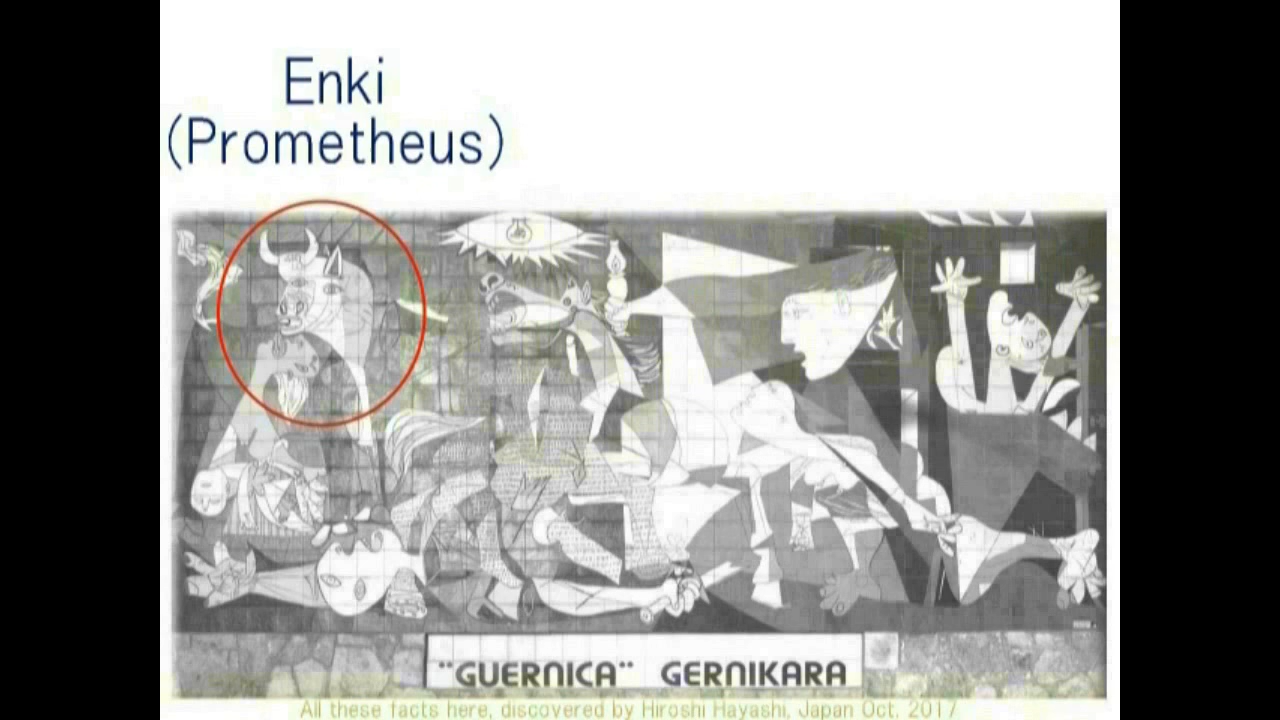 Enki
(Prometheus)
"GUERNICA" GERNIKARA
All these facts here, discovered by Hiroshi Hayashi, Japan Oct. 2017